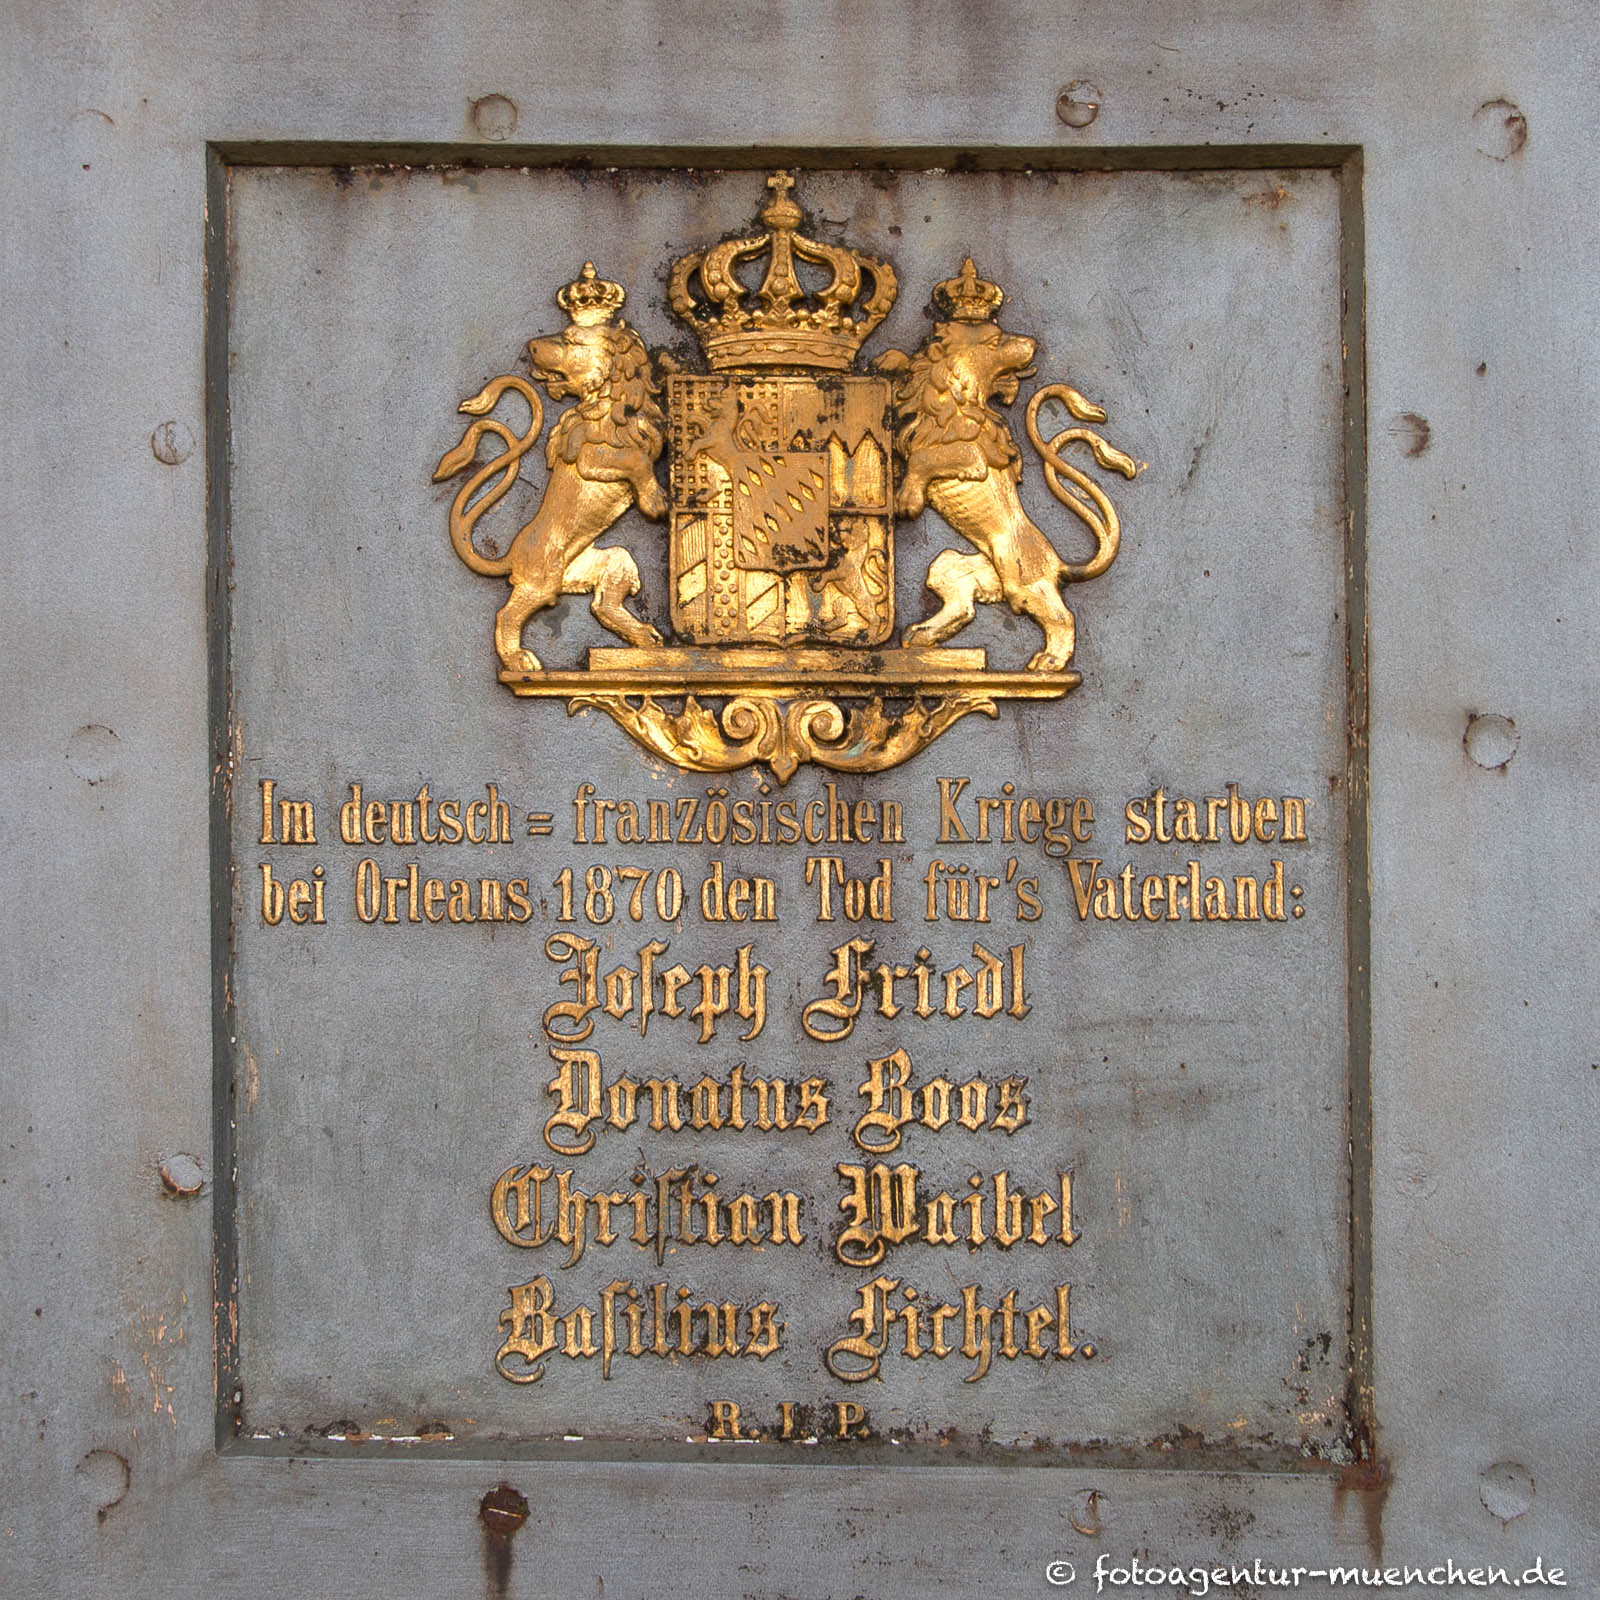 Im deutsch = französischen Kriege starben
bei Orleans 1870 den Tod für's Vaterland:
Joſeph Friedl
Donatus Boos
Chriſtian Waibel
Baſilius Fichtel.
R. I. P.
© fotoagentur-muenchen.de